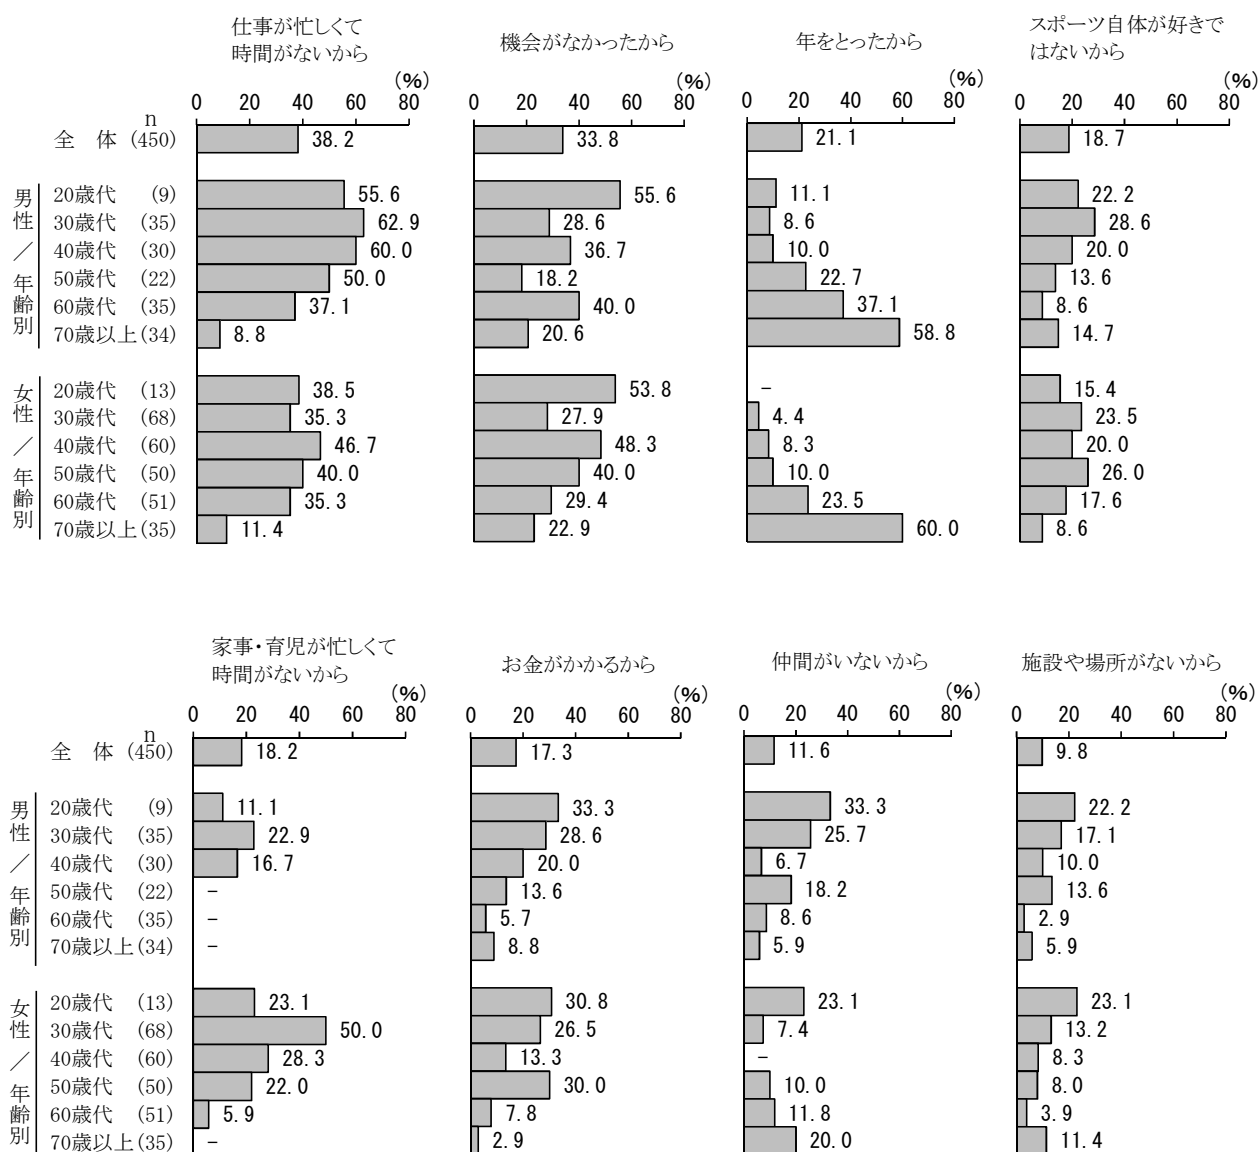 仕事が忙しくて
時間がないから
機会がなかったから
年をとったから
スポーツ自体が好きで
はないから
(%) (%) (%) (%)
0 20 40 60 80 0 20 40 60 80 0 20 40 60 80 0 20 40 60 80
n
全 体 (450) 38.2 33.8 21.1 18.7
男性／年齢別
20歳代 (9) 55.6 55.6 11.1 22.2
30歳代 (35) 62.9 28.6 8.6 28.6
40歳代 (30) 60.0 36.7 10.0 20.0
50歳代 (22) 50.0 18.2 22.7 13.6
60歳代 (35) 37.1 40.0 37.1 8.6
70歳以上(34) 8.8 20.6 58.8 14.7
女性／年齢別
20歳代 (13) 38.5 53.8 － 15.4
30歳代 (68) 35.3 27.9 4.4 23.5
40歳代 (60) 46.7 48.3 8.3 20.0
50歳代 (50) 40.0 40.0 10.0 26.0
60歳代 (51) 35.3 29.4 23.5 17.6
70歳以上(35) 11.4 22.9 60.0 8.6
家事・育児が忙しくて
時間がないから
お金がかかるから
仲間がいないから
施設や場所がないから
(%) (%) (%) (%)
0 20 40 60 80 0 20 40 60 80 0 20 40 60 80 0 20 40 60 80
n
全 体 (450) 18.2 17.3 11.6 9.8
男性／年齢別
20歳代 (9) 11.1 33.3 33.3 22.2
30歳代 (35) 22.9 28.6 25.7 17.1
40歳代 (30) 16.7 20.0 6.7 10.0
50歳代 (22) － 13.6 18.2 13.6
60歳代 (35) － 5.7 8.6 2.9
70歳以上(34) － 8.8 5.9 5.9
女性／年齢別
20歳代 (13) 23.1 30.8 23.1 23.1
30歳代 (68) 50.0 26.5 7.4 13.2
40歳代 (60) 28.3 13.3 － 8.3
50歳代 (50) 22.0 30.0 10.0 8.0
60歳代 (51) 5.9 7.8 11.8 3.9
70歳以上(35) － 2.9 20.0 11.4